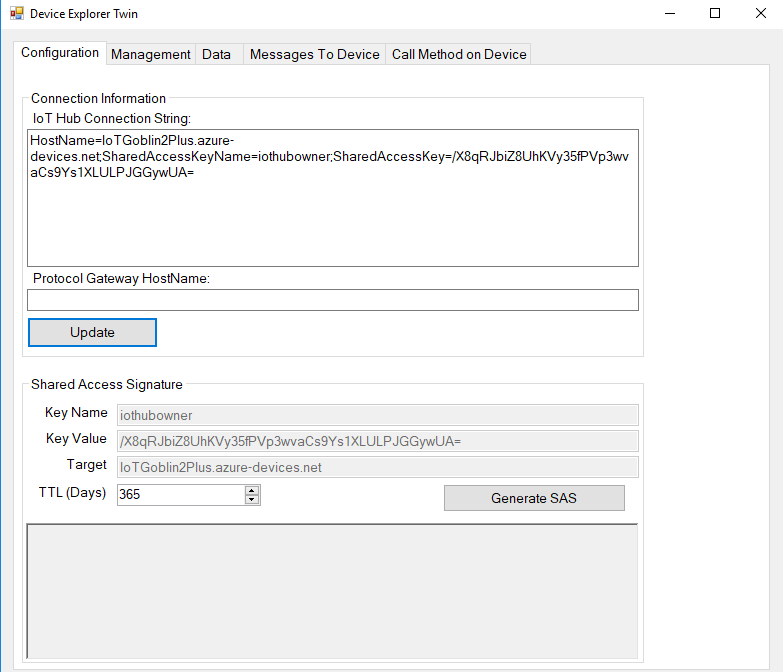 Device Explorer Twin
Configuration Management Data Messages To Device Call Method on Device
Connection Information
IoT Hub Connection String:
HostName=IoTGoblin2Plus.azure-
devices.net;SharedAccessKeyName=iothubowner;SharedAccessKey=/X8qRJbiZ8UhKVy35fPVp3wv
aCs9Ys1XLULPJGGywUA=
Protocol Gateway HostName:
Update
Shared Access Signature
Key Name iothubowner
Key Value /X8qRJbiZ8UhKVy35fPVp3wvaCs9Ys1XLULPJGGywUA=
Target IoTGoblin2Plus.azure-devices.net
TTL (Days) 365 Generate SAS